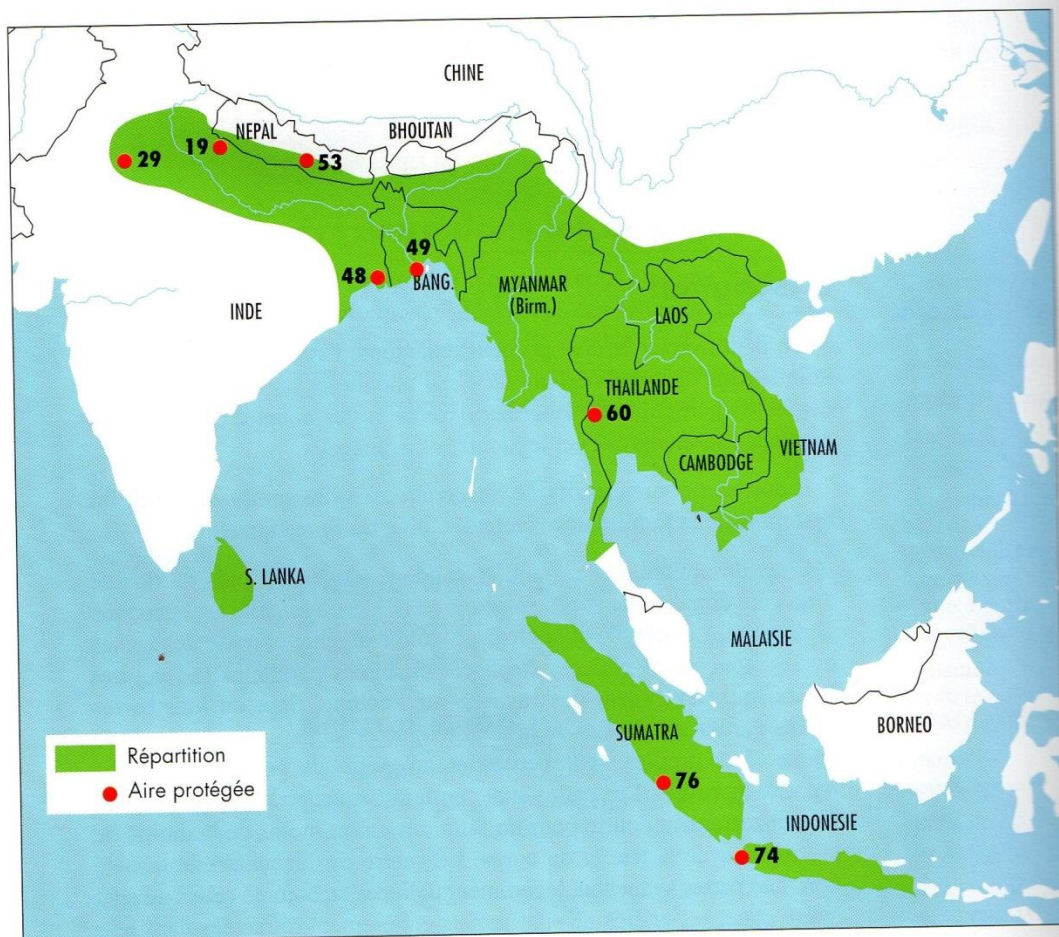 CHINE
NEPAL
BHOUTAN
29
19
53
49
48
BANG.
MYANMAR
(Birm.)
INDE
LAOS
THAILANDE
60
CAMBODGE
VIETNAM
S. LANKA
MALAISIE
SUMATRA
BORNEO
Répartition
Aire protégée
76
INDONESIE
74